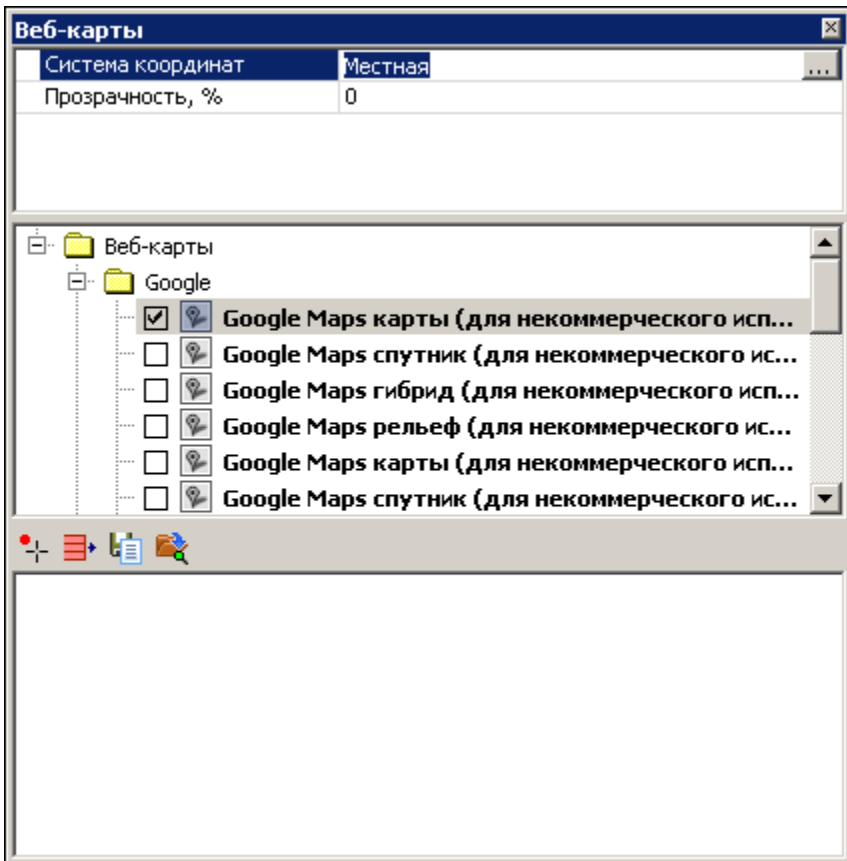 Веб-карты
Система координат Местная ...
Прозрачность, % 0
Веб-карты
Google
Google Maps карты (для некоммерческого исп...
Google Maps спутник (для некоммерческого ис...
Google Maps гибрид (для некоммерческого исп...
Google Maps рельеф (для некоммерческого ис...
Google Maps карты (для некоммерческого исп...
Google Maps спутник (для некоммерческого ис...